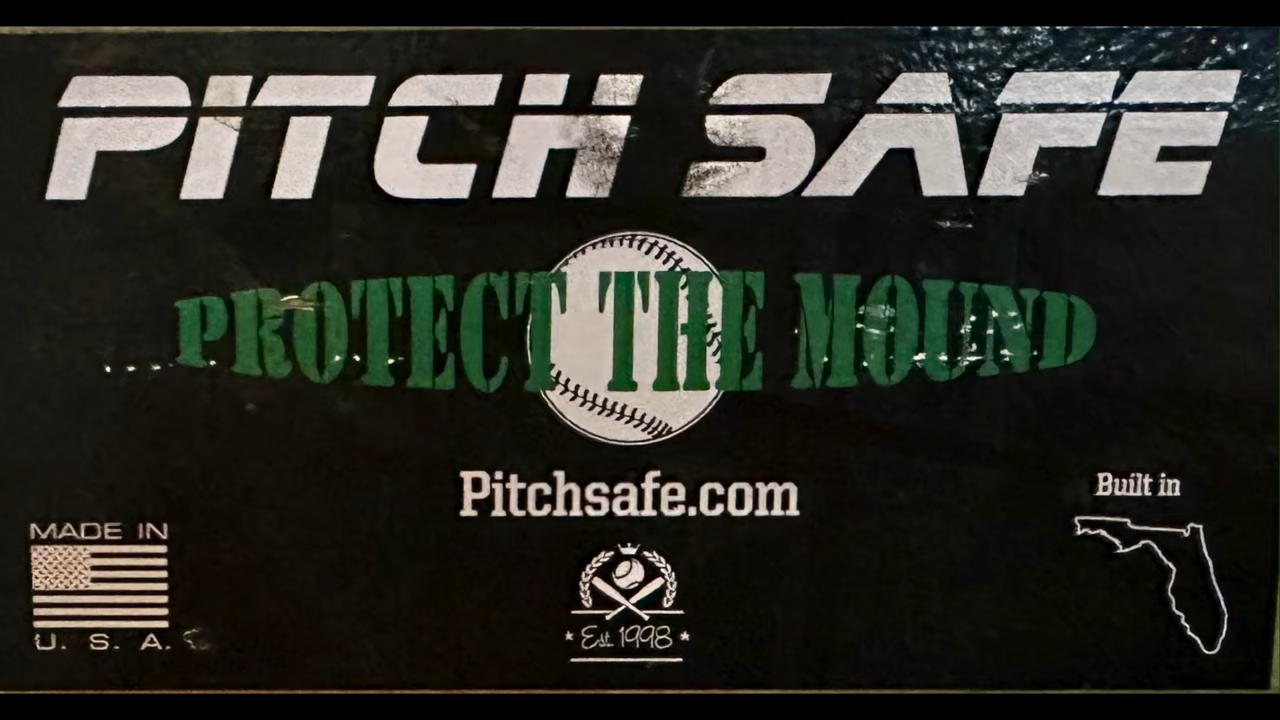 PITCH SAFE
PROTECT THE MOUND
Pitchsafe.com
Built in
MADE IN
U. S. A.
Est 1998